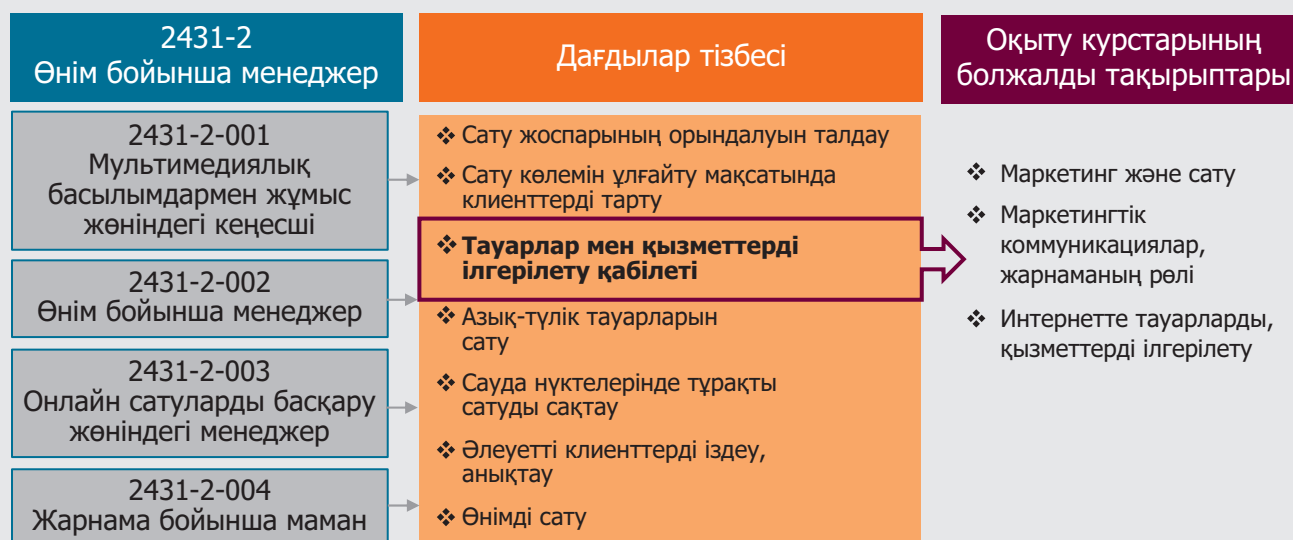 2431-2
Өнім бойынша менеджер
2431-2-001
Мультимедиялық
басылымдармен жұмыс
жөніндегі кеңесші
2431-2-002
Өнім бойынша менеджер
2431-2-003
Онлайн сатуларды басқару
жөніндегі менеджер
2431-2-004
Жарнама бойынша маман
Дағдылар тізбесі
❖ Сату жоспарының орындалуын талдау
❖ Сату көлемін ұлғайту мақсатында
клиенттерді тарту
❖ Тауарлар мен қызметтерді
ілгерілету қабілеті
❖ Азық-түлік тауарларын
сату
❖ Сауда нүктелерінде тұрақты
сатуды сақтау
❖ Әлеуетті клиенттерді іздеу,
анықтау
❖ Өнімді сату
Оқыту курстарының
болжалды тақырыптары
❖ Маркетинг және сату
❖ Маркетингтік
коммуникациялар,
жарнаманың рөлі
❖ Интернетте тауарларды,
қызметтерді ілгерілету